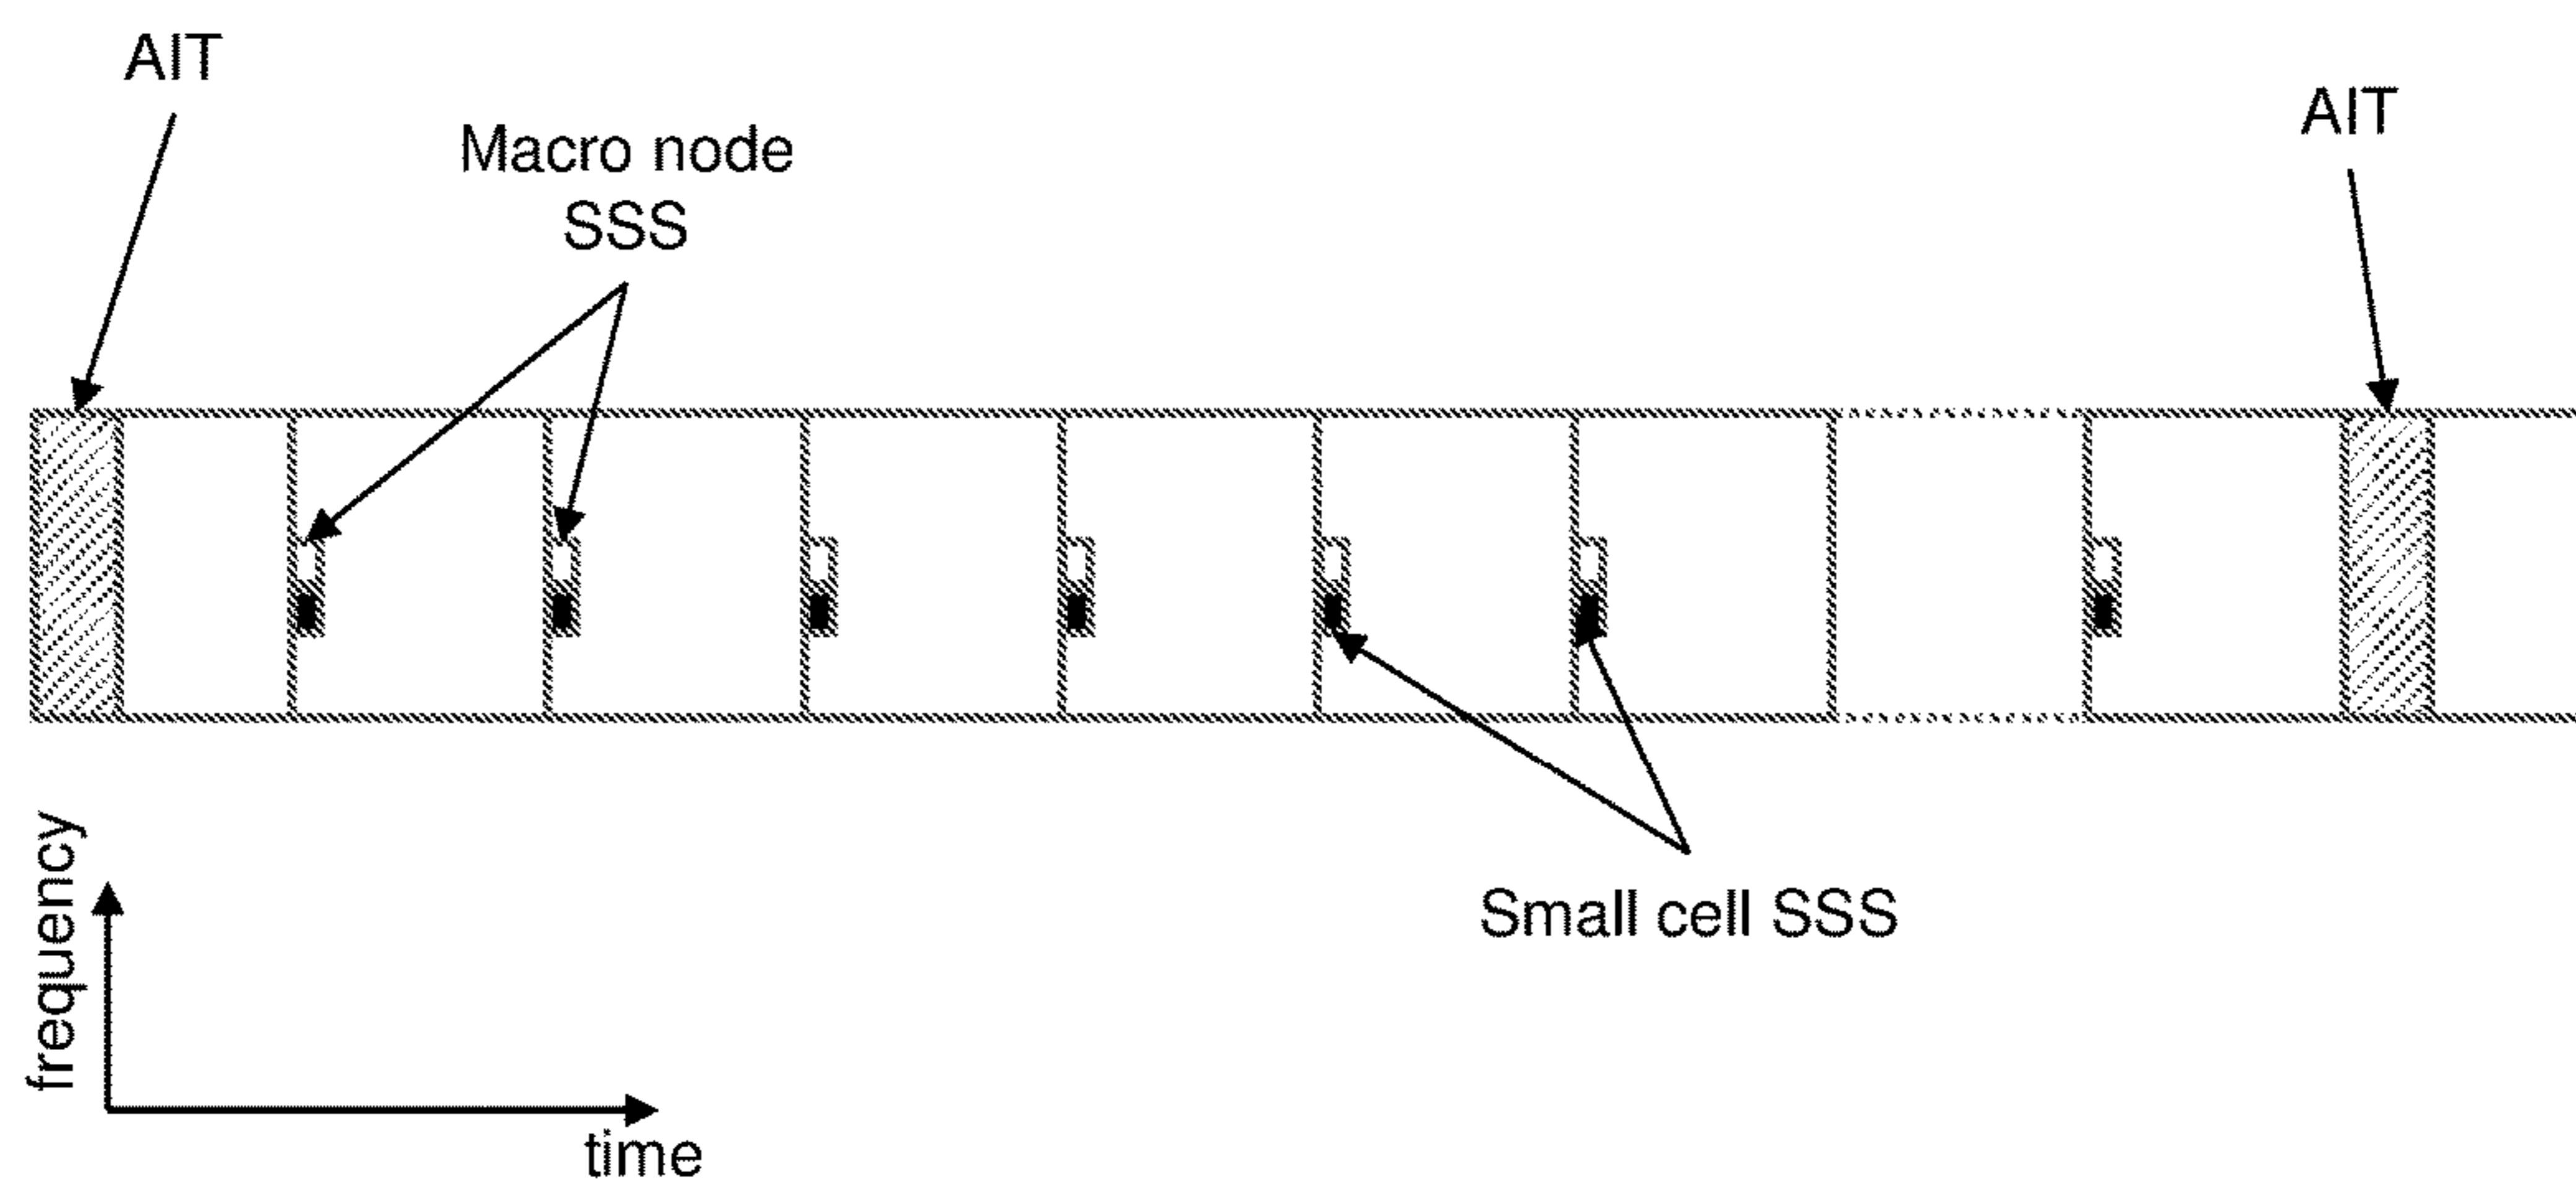 AIT
Macro node
SSS
AIT
Small cell SSS
frequency
time